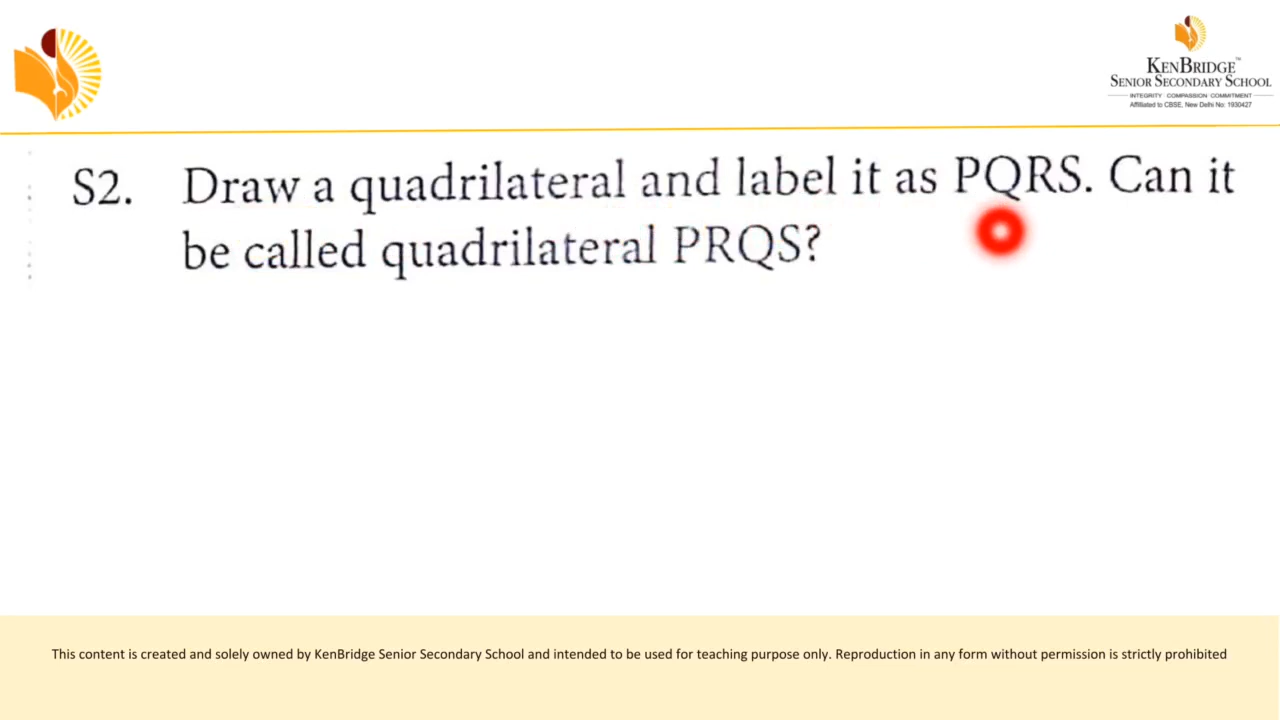 KENBRIDGE™
SENIOR SECONDARY SCHOOL
INTEGRITY COMPASSION COMMITMENT
Affiliated to CBSE, New Delhi No: 1930427
S2. Draw a quadrilateral and label it as PQRS. Can it
be called quadrilateral PRQS?
This content is created and solely owned by KenBridge Senior Secondary School and intended to be used for teaching purpose only. Reproduction in any form without permission is strictly prohibited